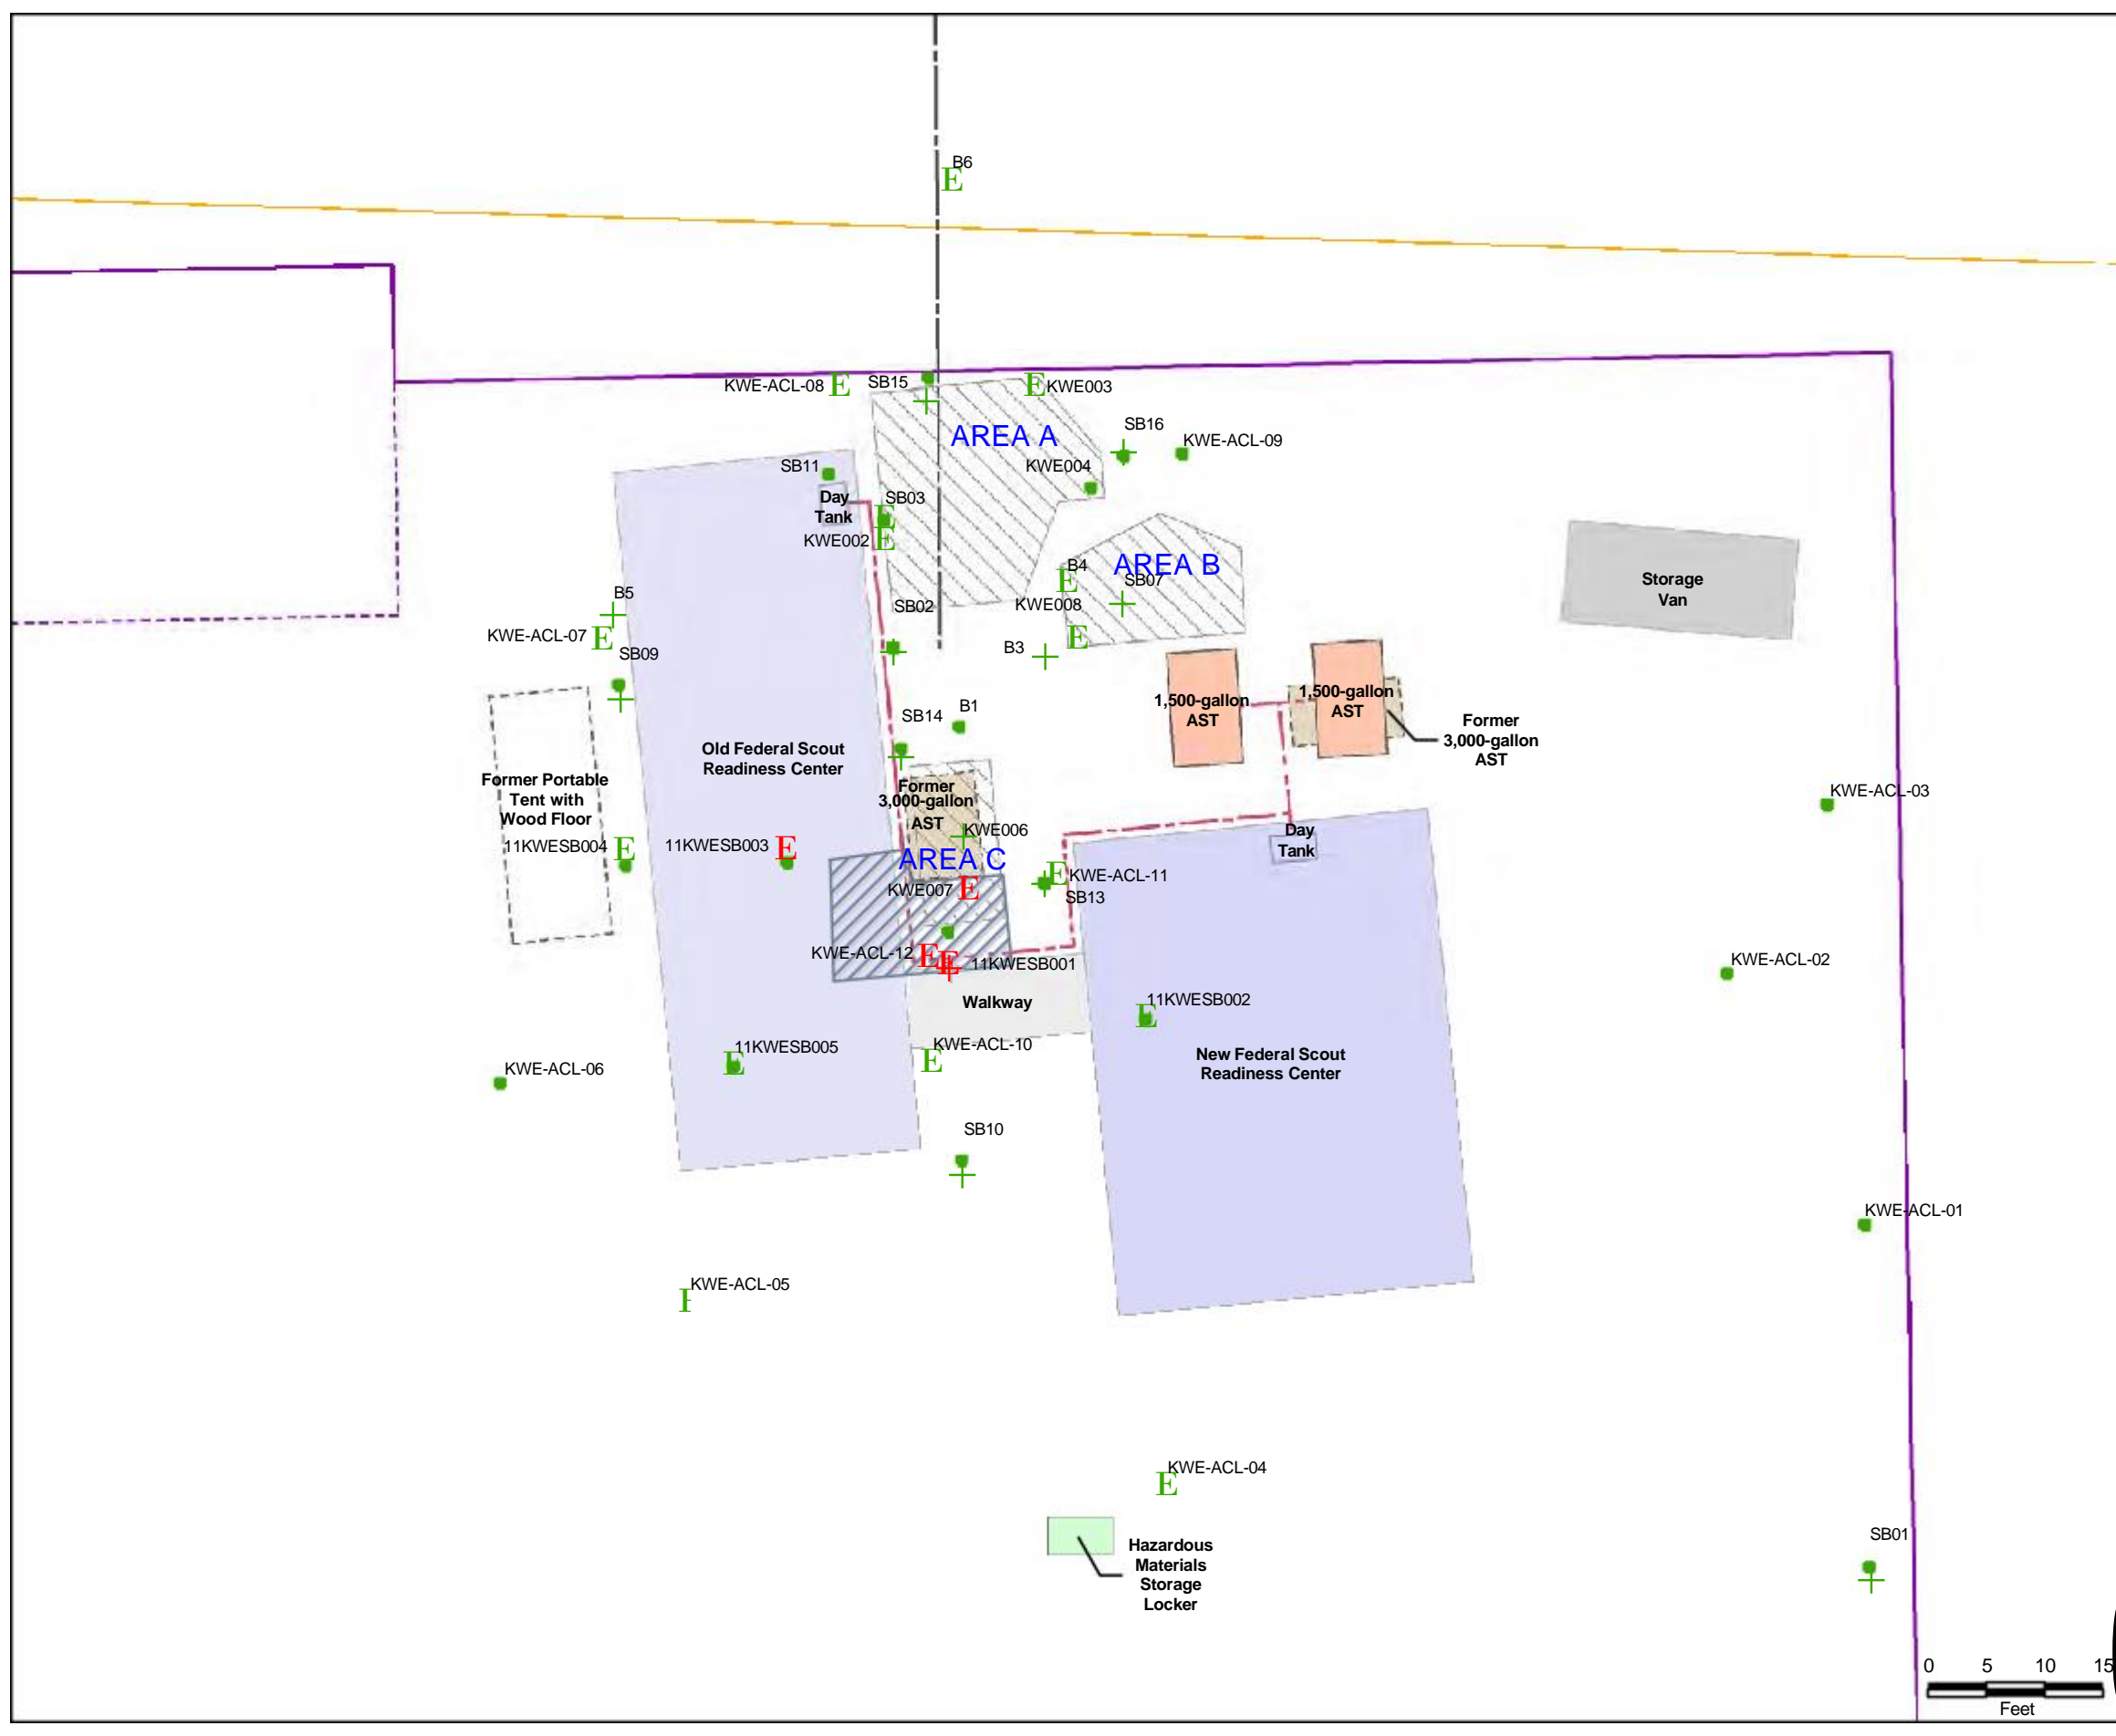 B6
E
KWE-ACL-08 E
SB15
E KWE003
AREA A
SB16
KWE-ACL-09
KWE004
SB11
Day
Tank
SB03
E
KWE002 E
AREA B
B4
E
SB07
KWE008
E
SB02
B3
B5
KWE-ACL-07 E
SB09
Storage
Van
1,500-gallon
AST
1,500-gallon
AST
Former
3,000-gallon
AST
B1
SB14
Old Federal Scout
Readiness Center
Former Portable
Tent with
Wood Floor
Former
3,000-gallon
AST
KWE006
AREA C
KWE-ACL-03
Day
Tank
11KWESB004 E
11KWESB003 E
KWE007 E
E KWE-ACL-11
SB13
KWE-ACL-12 E
E 11KWESB001
KWE-ACL-02
Walkway
11KWESB002
E
KWE-ACL-10
E
11KWESB005
E
KWE-ACL-06
New Federal Scout
Readiness Center
SB10
KWE-ACL-01
KWE-ACL-05
KWE-ACL-04
E
Hazardous
Materials
Storage
Locker
SB01
0 5 10 15
Feet